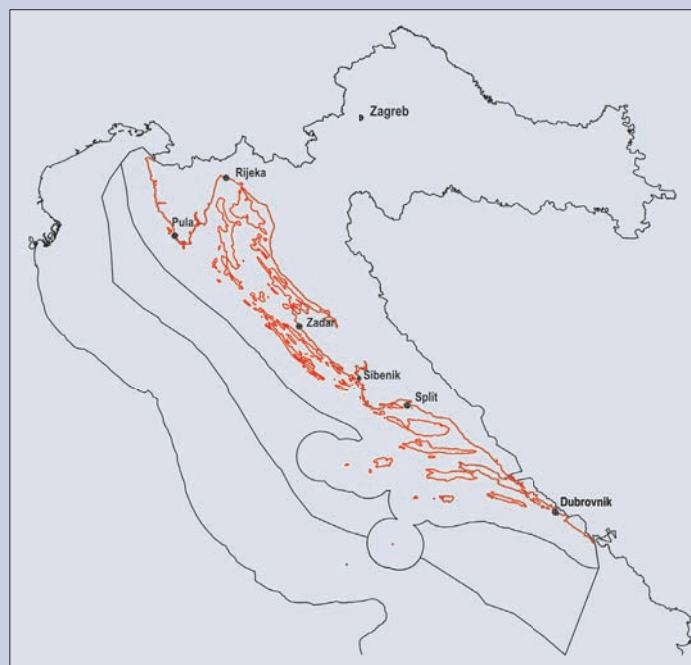 Zagreb
Rijeka
Pula
Zadar
Šibenik
Split
Dubrovnik